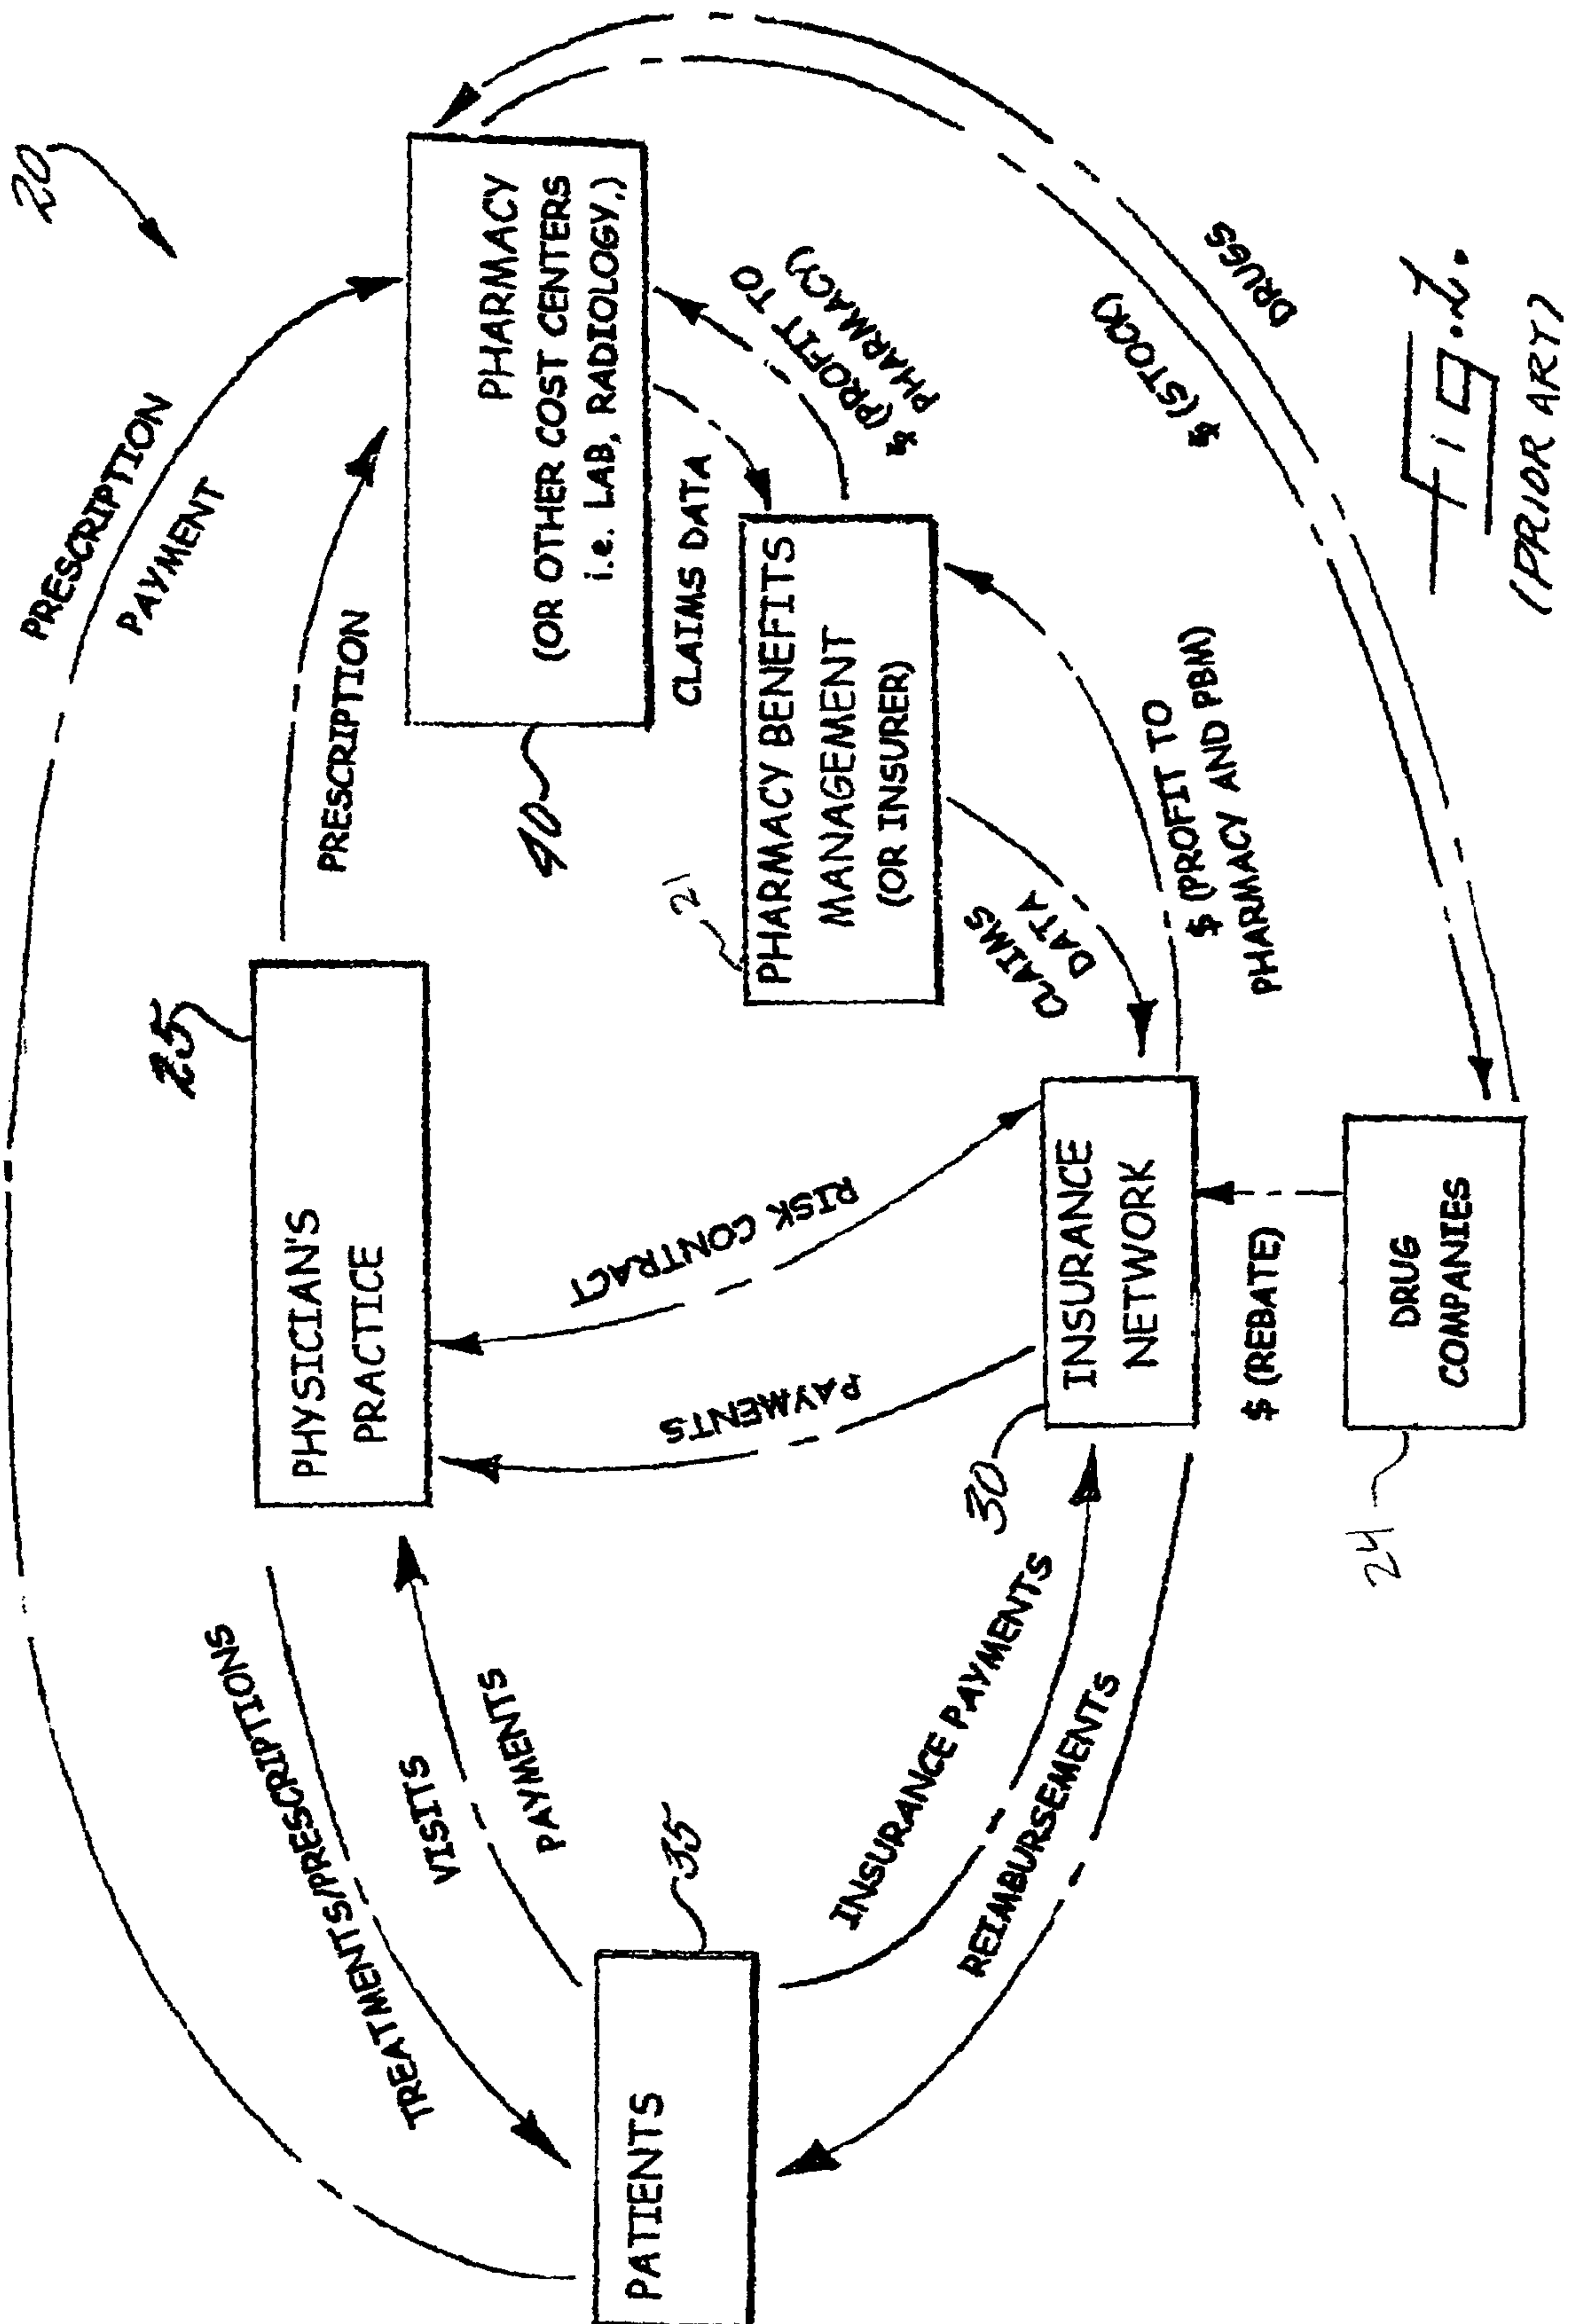 20
PRESCRIPTION
PAYMENT
25
PHYSICIAN'S
PRACTICE
PRESCRIPTION
TREATMENTS/PRESCRIPTIONS
VISITS
PAYMENTS
PHARMACY
(OR OTHER COST CENTERS
i.e. LAB, RADIOLOGY,)
40
PATIENTS
35
PAYMENTS
RISK CONTRACT
CLAIMS DATA
$ (PROFIT TO
PHARMACY)
21
PHARMACY BENEFITS
MANAGEMENT
(OR INSURER)
INSURANCE PAYMENTS
REIMBURSEMENTS
30
INSURANCE
NETWORK
CLAIMS
DATA
$ (PROFIT TO
PHARMACY AND PBM)
$ (STOCK)
DRUGS
$ (REBATE)
24
DRUG
COMPANIES
Fig.
(PRIOR ART)